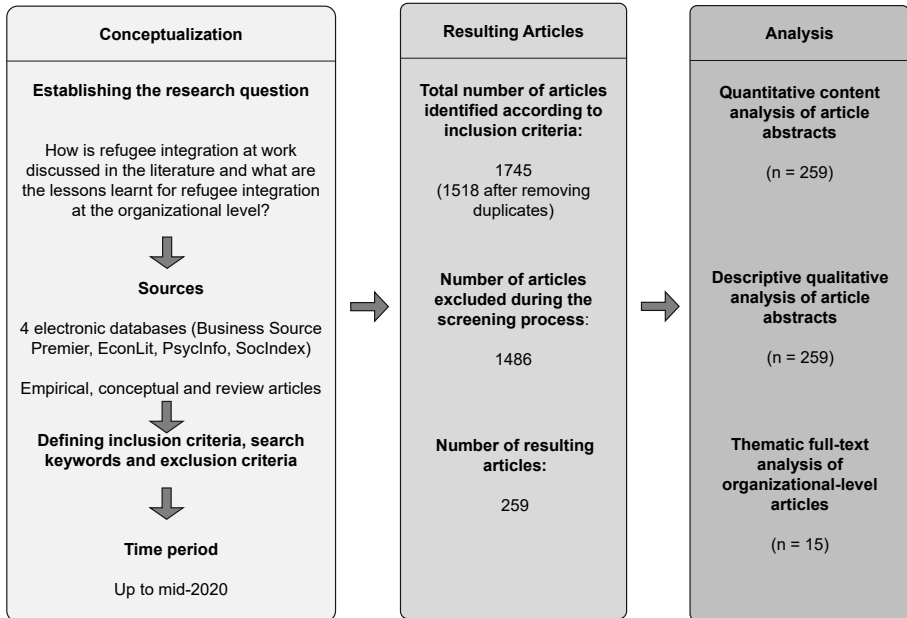 Conceptualization
Establishing the research question
How is refugee integration at work
discussed in the literature and what are
the lessons learnt for refugee integration
at the organizational level?
Sources
4 electronic databases (Business Source
Premier, EconLit, PsycInfo, SocIndex)
Empirical, conceptual and review articles
Defining inclusion criteria, search
keywords and exclusion criteria
Time period
Up to mid-2020
Resulting Articles
Total number of articles
identified according to
inclusion criteria:
1745
(1518 after removing
duplicates)
Number of articles
excluded during the
screening process:
1486
Number of resulting
articles:
259
Analysis
Quantitative content
analysis of article
abstracts
(n = 259)
Descriptive qualitative
analysis of article
abstracts
(n = 259)
Thematic full-text
analysis of
organizational-level
articles
(n = 15)